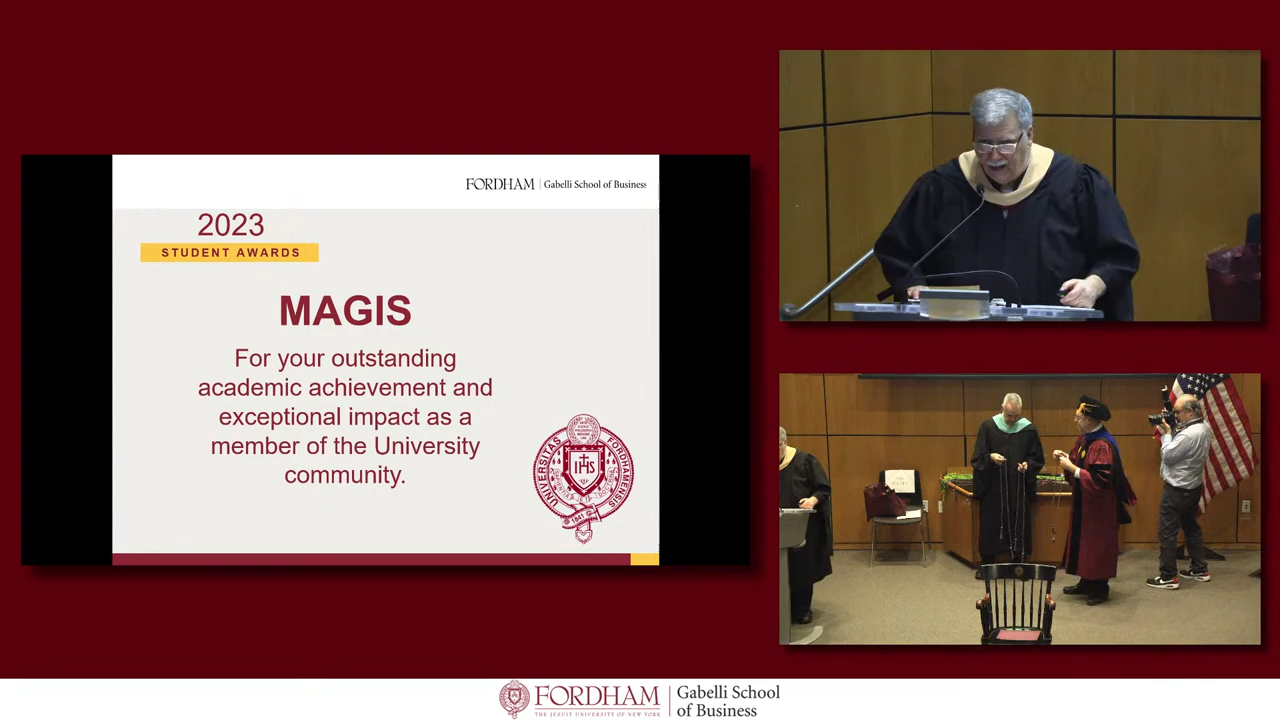 FORDHAM | Gabelli School of Business
2023
STUDENT AWARDS
MAGIS
For your outstanding
academic achievement and
exceptional impact as a
member of the University
community.
UNIVERSITAS FORDHAMENSIS
IHS
1841
FORDHAM
THE JESUIT UNIVERSITY OF NEW YORK
Gabelli School
of Business